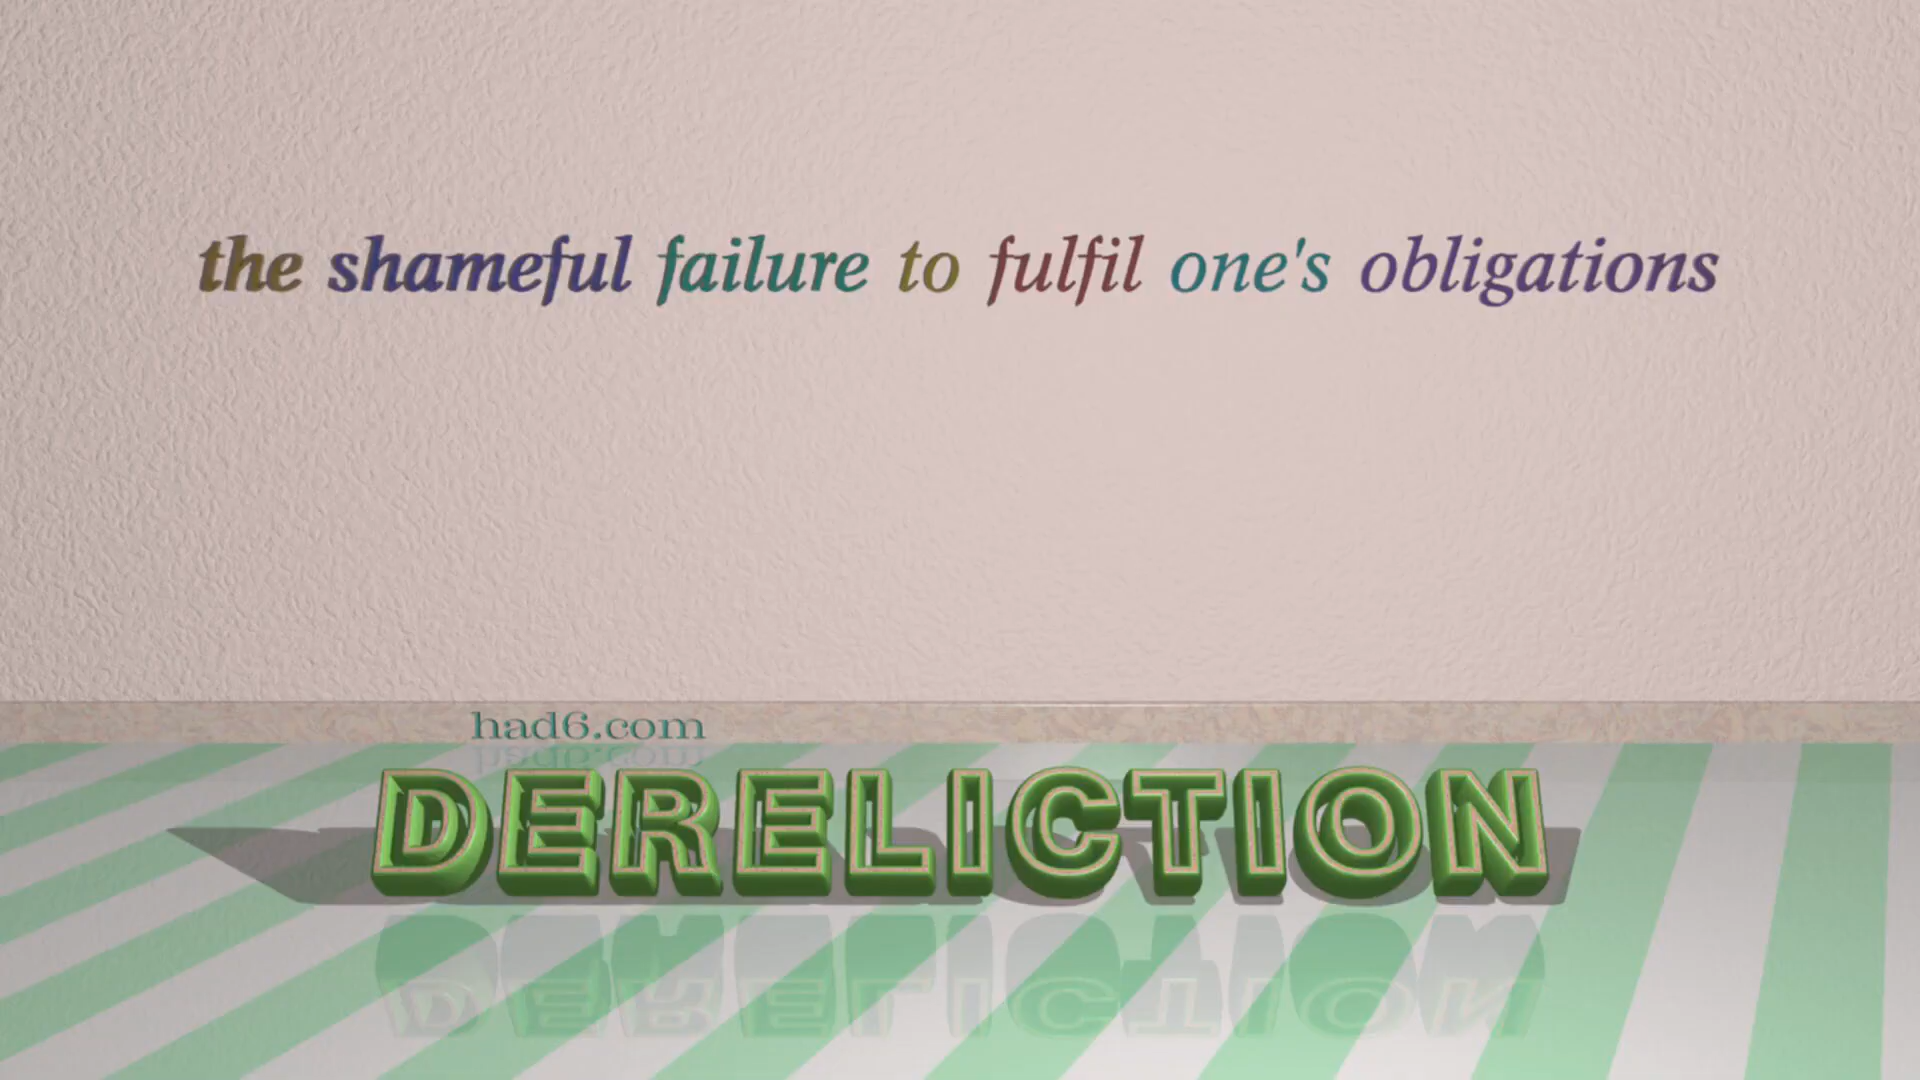 the shameful failure to fulfil one's obligations
had6.com
DERELICTION